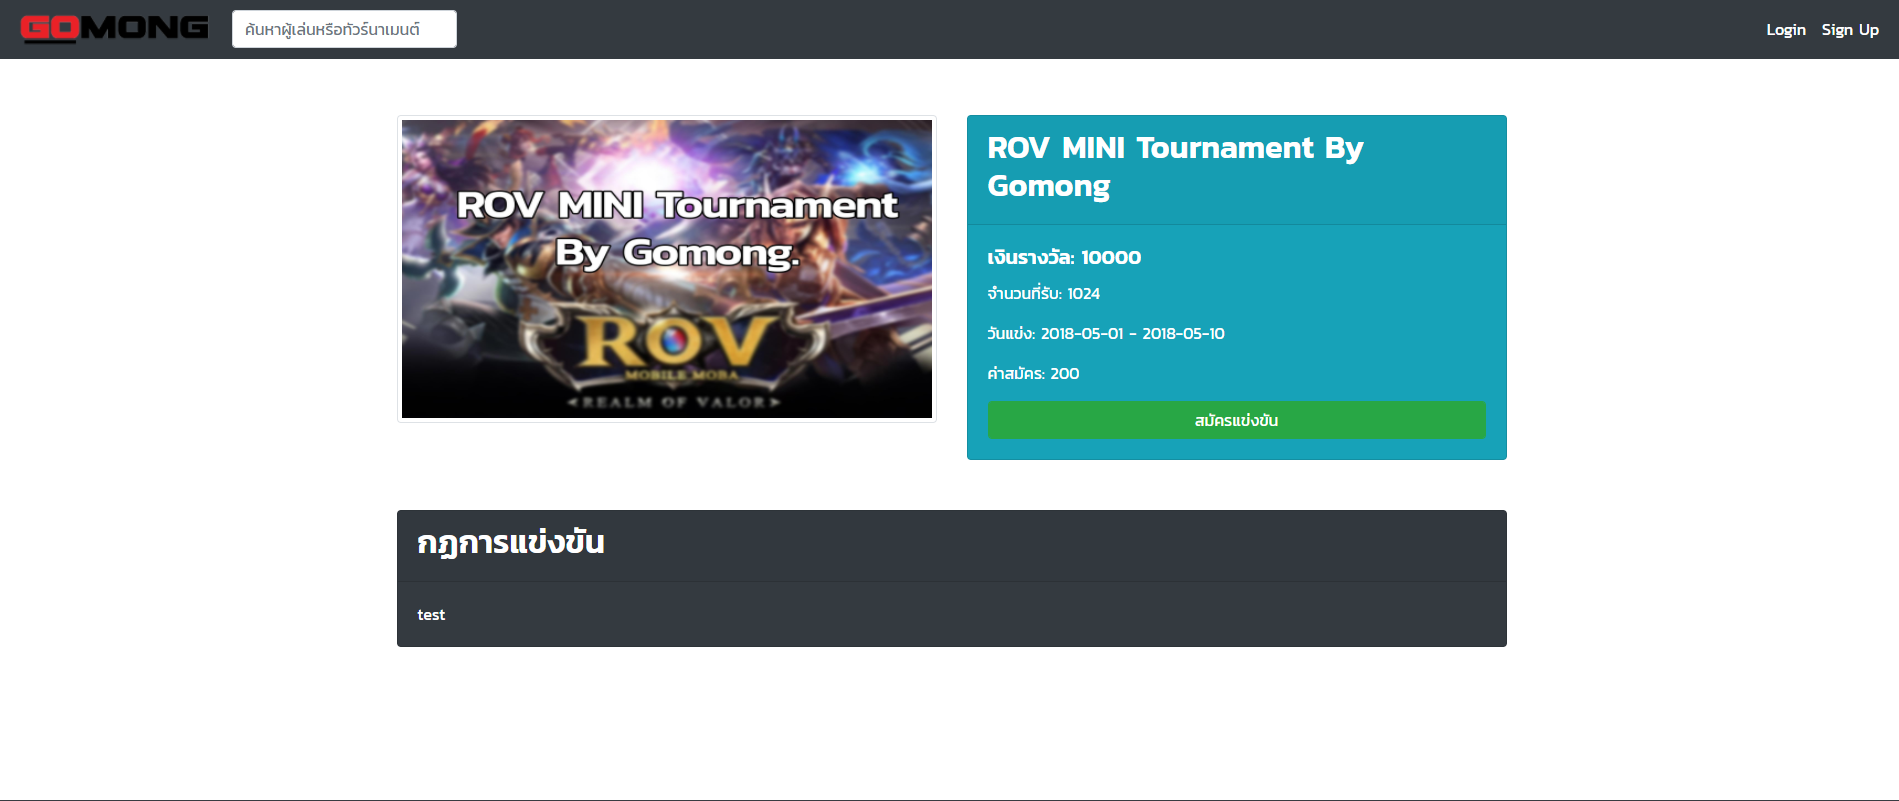 GOMONG
ค้นหาผู้เล่นหรือทัวร์นาเมนต์
Login
Sign Up
ROV MINI Tournament
By Gomong.
ROV
MOBILE MOBA
REALM OF VALOR
ROV MINI Tournament By
Gomong
เงินรางวัล: 10000
จำนวนที่รับ: 1024
วันแข่ง: 2018-05-01 - 2018-05-10
ค่าสมัคร: 200
สมัครแข่งขัน
กฏการแข่งขัน
test